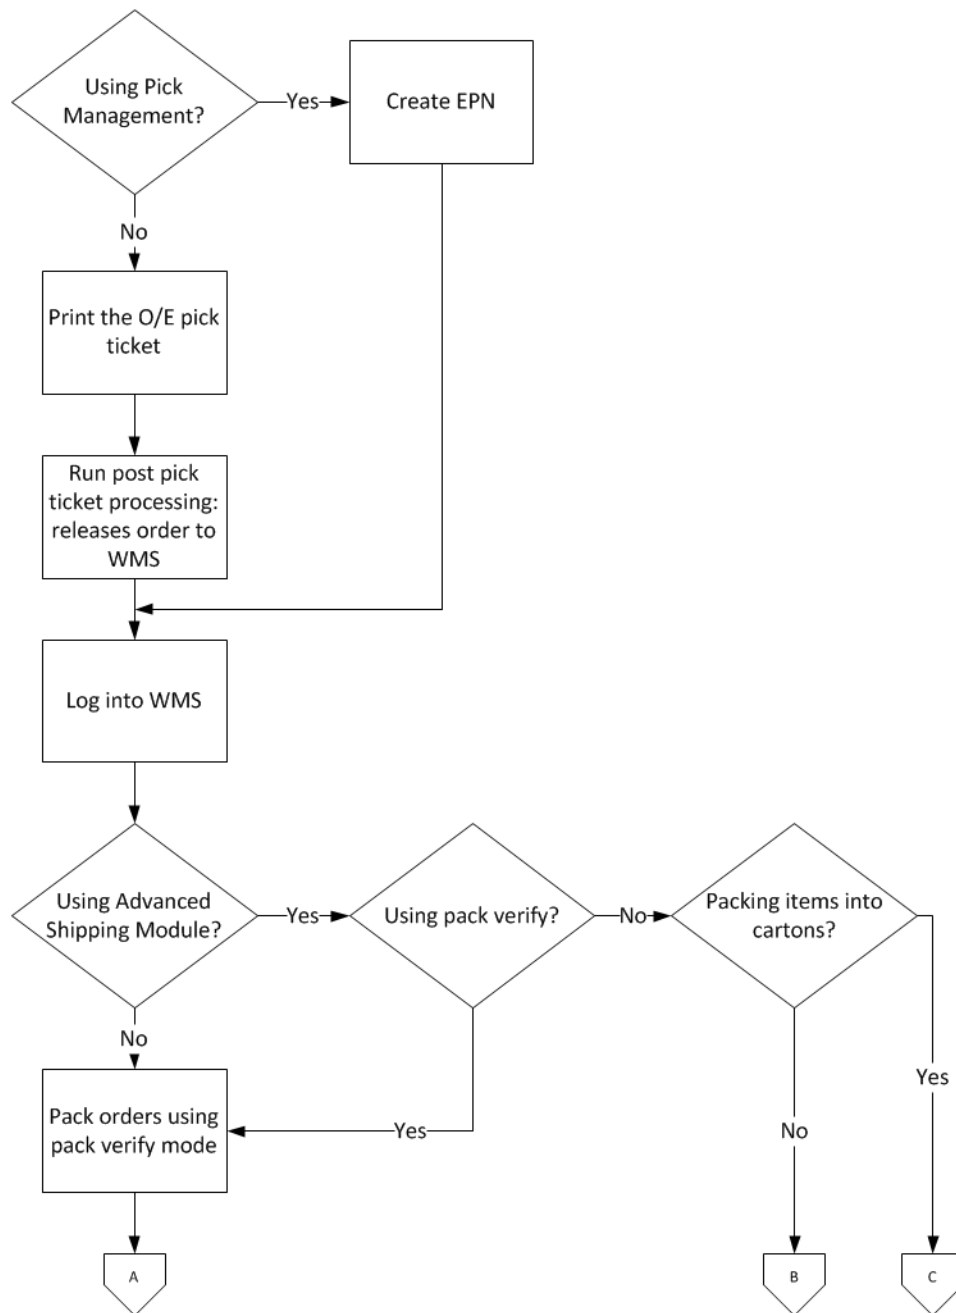 Using Pick
Management?
Yes
Create EPN
No
Print the O/E pick
ticket
Run post pick
ticket processing:
releases order to
WMS
Log into WMS
Using Advanced
Shipping Module?
Yes
Using pack verify?
No
Packing items into
cartons?
No
Yes
Pack orders using
pack verify mode
Yes
No
A
B
C